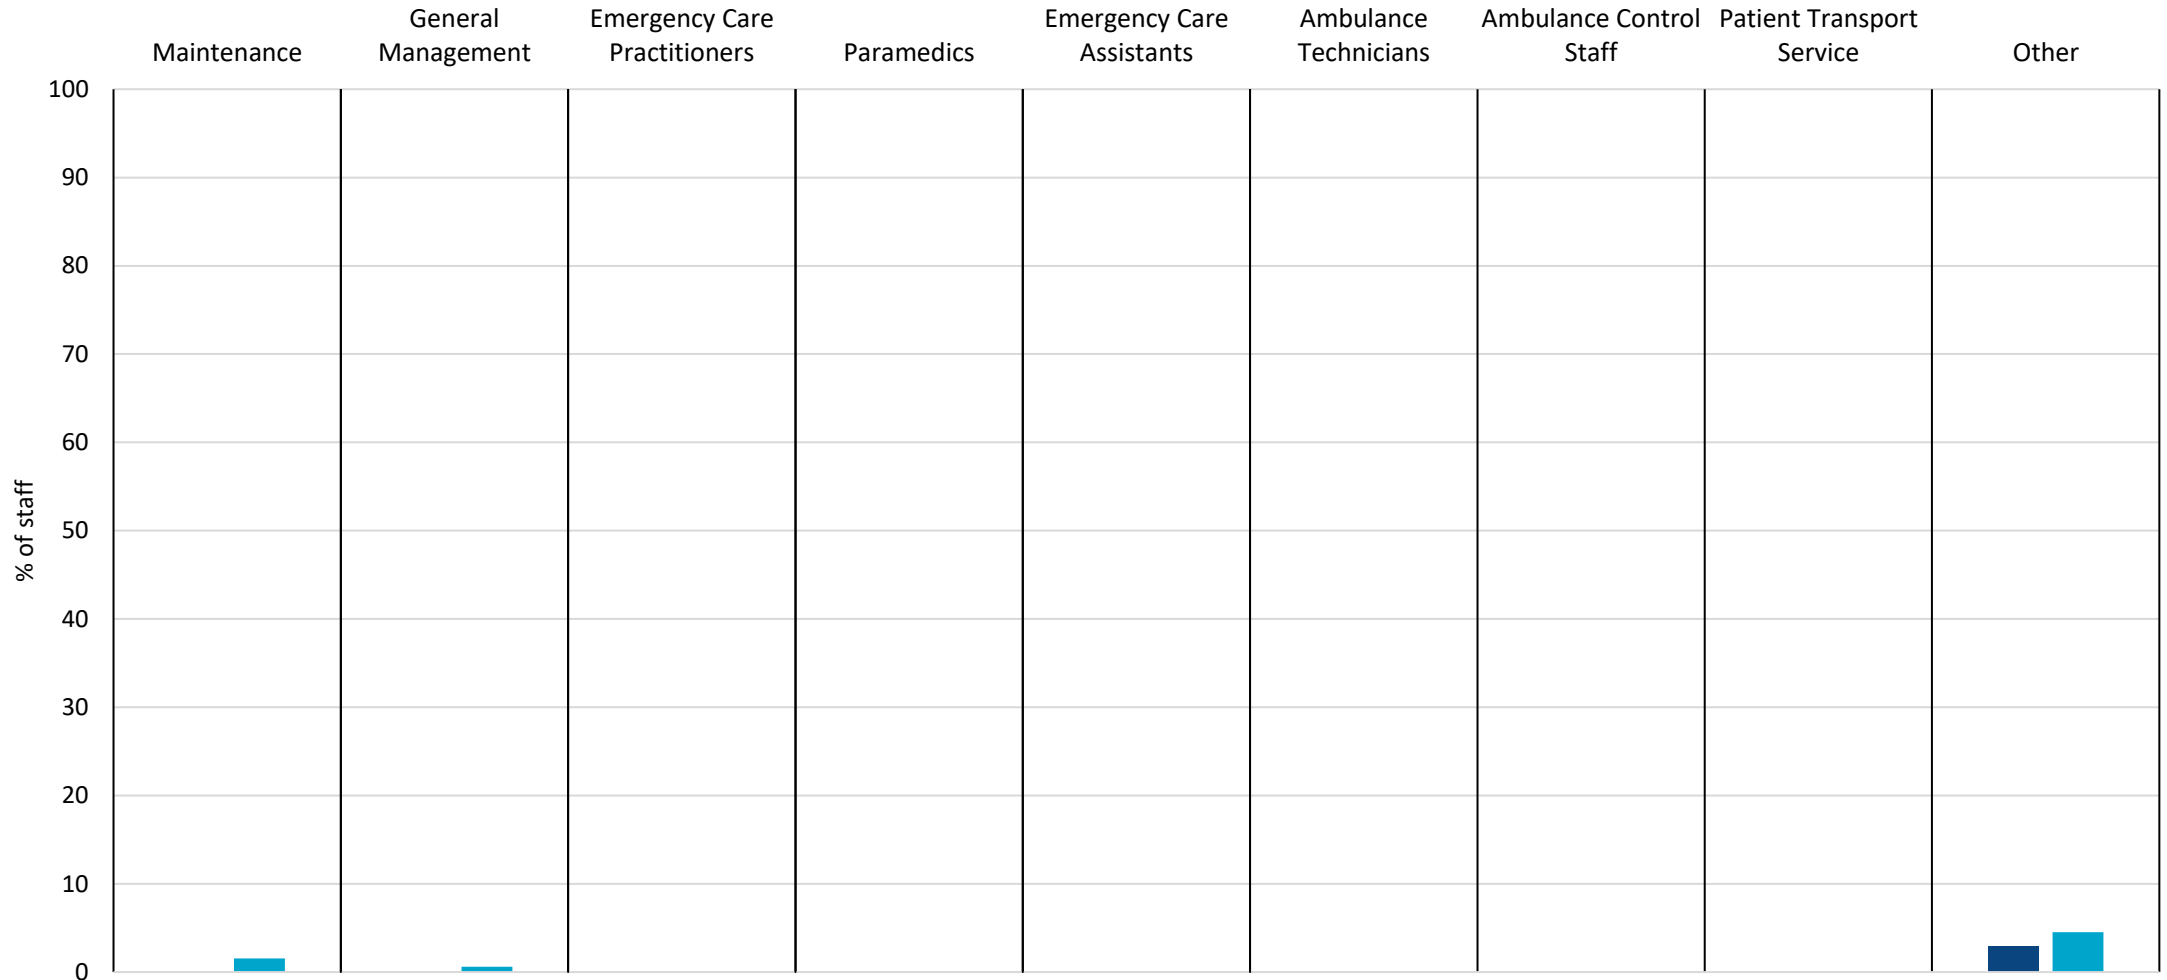 Maintenance
General
Management
Emergency Care
Practitioners
Paramedics
Emergency Care
Assistants
Ambulance
Technicians
Ambulance Control
Staff
Patient Transport
Service
Other
100
90
80
70
60
50
40
30
20
10
0
% of staff